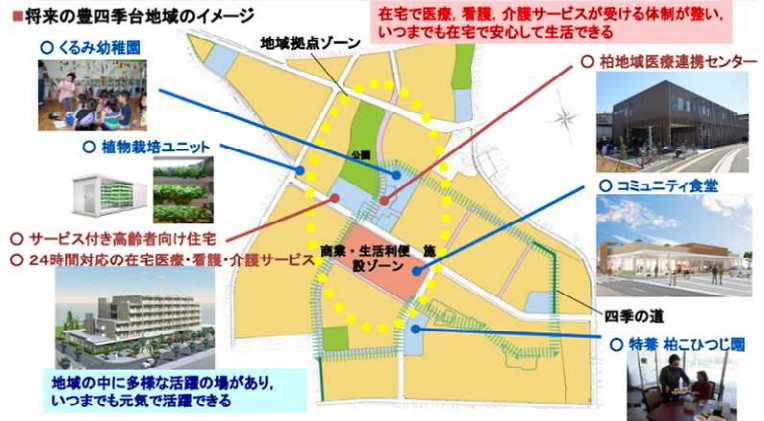 ■将来の豊四季台地域のイメージ
在宅で医療，看護，介護サービスが受ける体制が整い，
いつまでも在宅で安心して生活できる
地域拠点ゾーン
○ くるみ幼稚園
○ 柏地域医療連携センター
○ 植物栽培ユニット
公園
○ コミュニティ食堂
○ サービス付き高齢者向け住宅
○ 24時間対応の在宅医療・看護・介護サービス
商業・生活利便　施
設ゾーン
四季の道
○ 特養 柏こひつじ園
地域の中に多様な活躍の場があり，
いつまでも元気で活躍できる